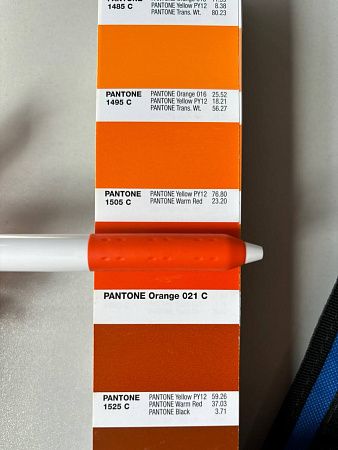 1485 C PANTONE Yellow PY12 8.38
PANTONE Trans. Wt. 80.23
PANTONE PANTONE Orange 016 25.52
1495 C PANTONE Yellow PY12 18.21
PANTONE Trans. Wt. 56.27
PANTONE PANTONE Yellow PY12 76.80
1505 C PANTONE Warm Red 23.20
PANTONE Orange 021 C
PANTONE PANTONE Yellow PY12 59.26
1525 C PANTONE Warm Red 37.03
PANTONE Black 3.71